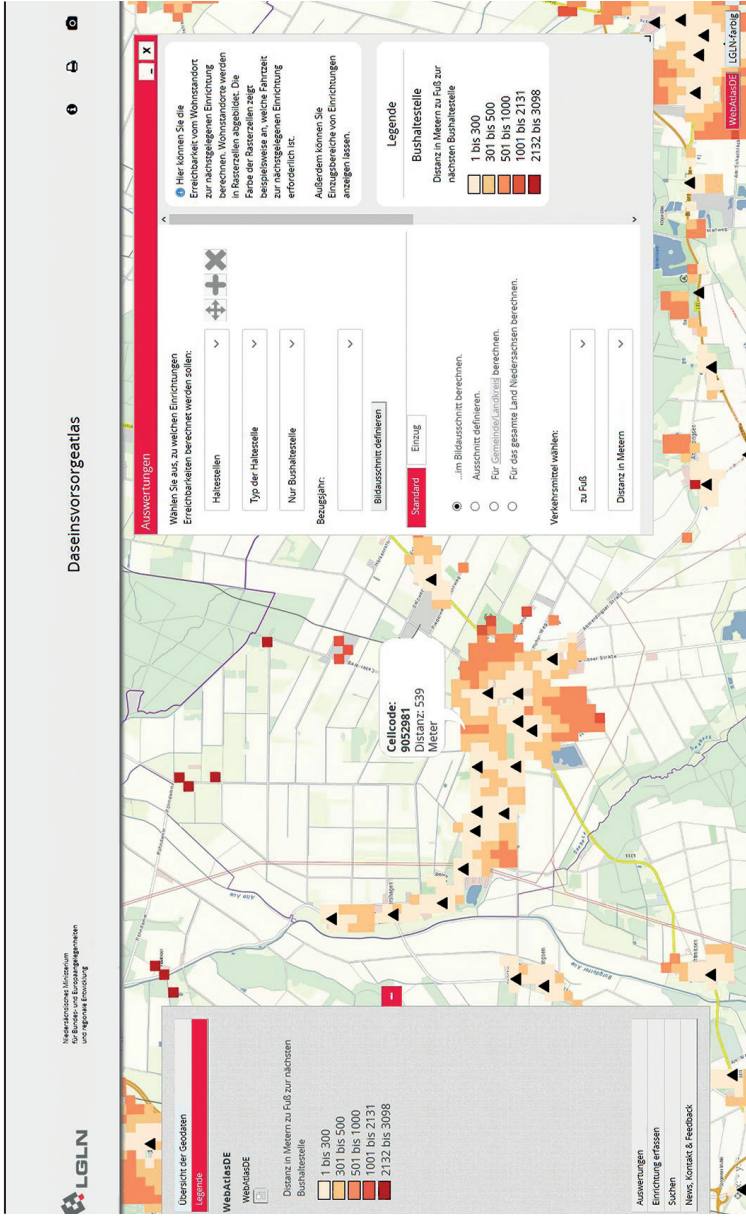 LGLN
Niedersächsisches Ministerium
für Bundes- und Europaangelegenheiten
und regionale Entwicklung
Daseinsvorsorgeatlas
Übersicht der Geodaten
Legende
WebAtlasDE
WebAtlasDE
Distanz in Metern zu Fuß zur nächsten
Bushaltestelle
1 bis 300
301 bis 500
501 bis 1000
1001 bis 2131
2132 bis 3098
Auswertungen
Einrichtung erfassen
Suchen
News, Kontakt & Feedback
Cellcode:
9052981
Distanz: 539
Meter
Alte Aue
Auswertungen
Wählen Sie aus, zu welchen Einrichtungen
Erreichbarkeiten berechnet werden sollen:
Haltestellen
Typ der Haltestelle
Nur Bushaltestelle
Bezugsjahr:
Bildausschnitt definieren
Standard
Einzug
...im Bildausschnitt berechnen.
Ausschnitt definieren.
Für Gemeinde/Landkreis berechnen.
Für das gesamte Land Niedersachsen berechnen.
Verkehrsmittel wählen:
zu Fuß
Distanz in Metern
Hier können Sie die
Erreichbarkeit vom Wohnstandort
zur nächstgelegenen Einrichtung
berechnen. Wohnstandorte werden
in Rasterzellen abgebildet. Die
Farbe der Rasterzellen zeigt
beispielsweise an, welche Fahrtzeit
zur nächstgelegenen Einrichtung
erforderlich ist.
Außerdem können Sie
Einzugsbereiche von Einrichtungen
anzeigen lassen.
Legende
Bushaltestelle
Distanz in Metern zu Fuß zur
nächsten Bushaltestelle
1 bis 300
301 bis 500
501 bis 1000
1001 bis 2131
2132 bis 3098
WebAtlasDE
LGLN-farbig